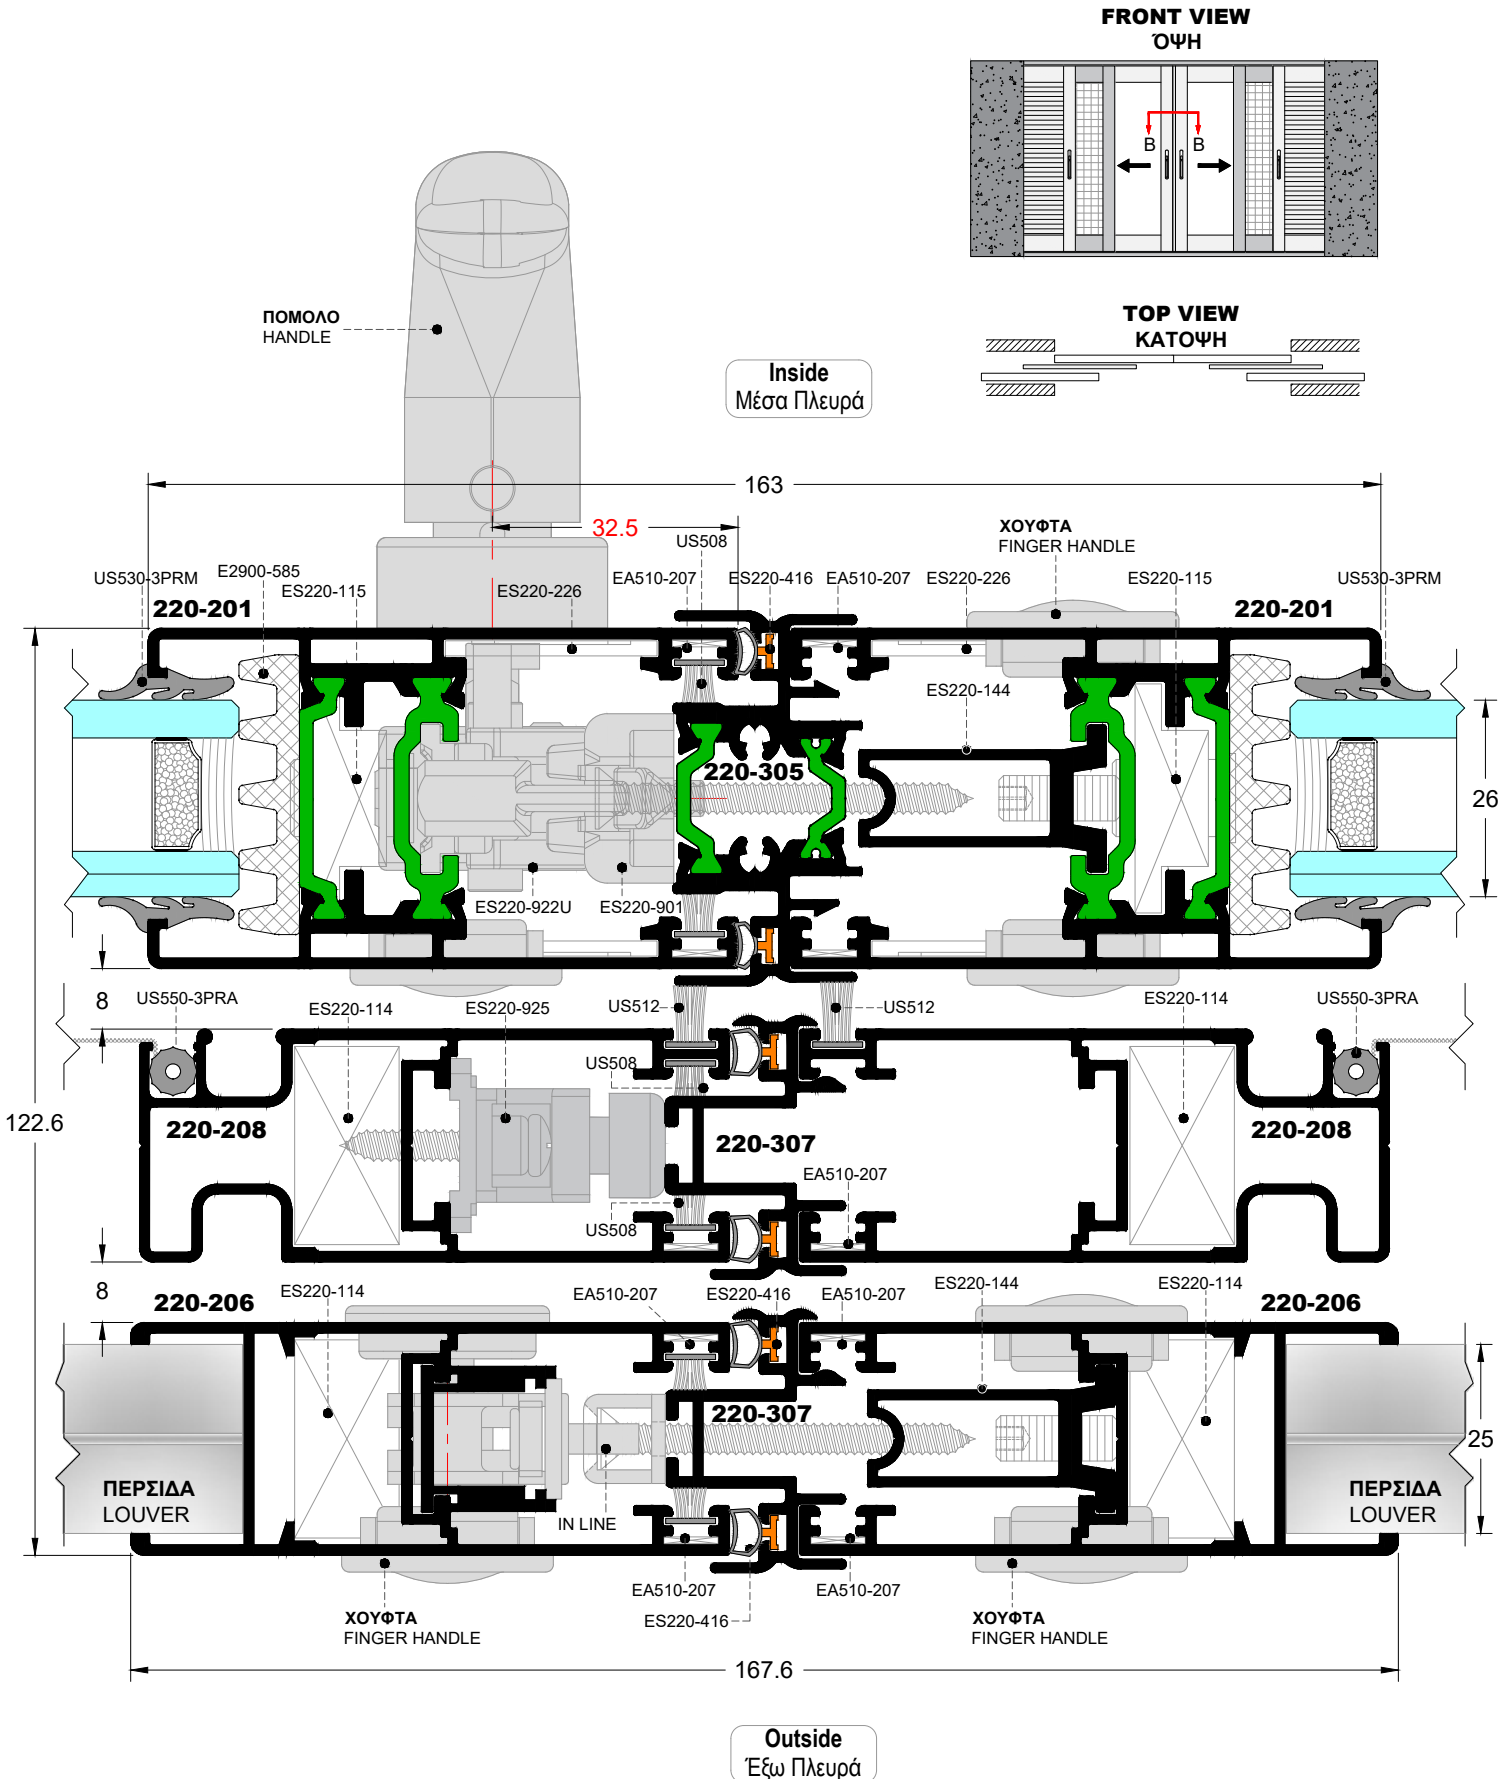 FRONT VIEW
ΌΨΗ
B B
TOP VIEW
ΚΑΤΟΨΗ
ΠΟΜΟΛΟ
HANDLE
Inside
Μέσα Πλευρά
163
32.5
US508
ΧΟΥΦΤΑ
FINGER HANDLE
US530-3PRM
E2900-585
ES220-115
ES220-226
EA510-207
ES220-416
EA510-207
ES220-226
ES220-115
US530-3PRM
220-201
220-201
ES220-144
220-305
26
ES220-922U
ES220-901
8
US550-3PRA
ES220-114
ES220-925
US512
US512
ES220-114
US550-3PRA
US508
122.6
220-208
220-307
220-208
EA510-207
US508
8
220-206
ES220-114
EA510-207
ES220-416
EA510-207
ES220-144
ES220-114
220-206
220-307
25
ΠΕΡΣΙΔΑ
LOUVER
ΠΕΡΣΙΔΑ
LOUVER
IN LINE
EA510-207
EA510-207
ES220-416
ΧΟΥΦΤΑ
FINGER HANDLE
ΧΟΥΦΤΑ
FINGER HANDLE
167.6
Outside
Έξω Πλευρά